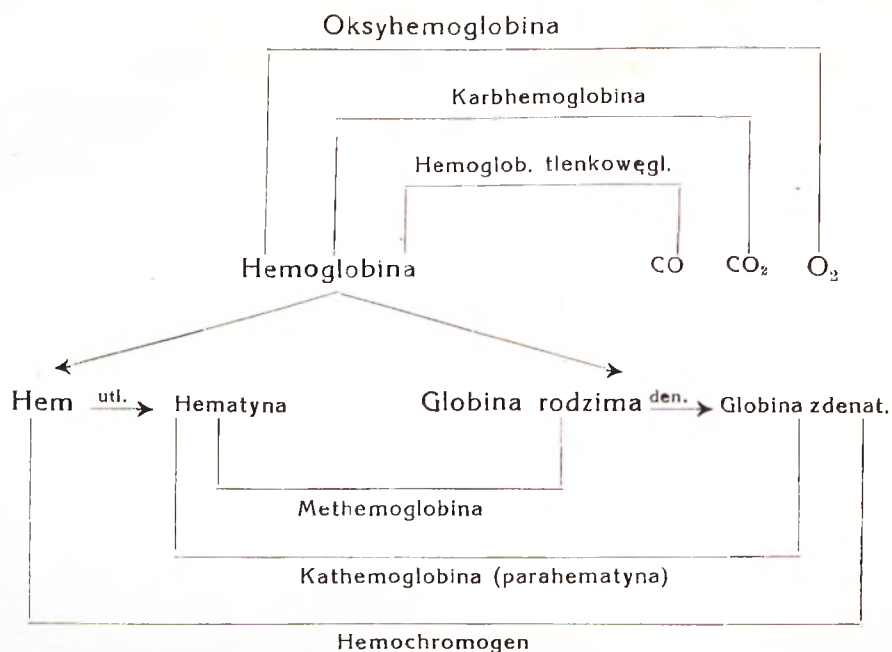 Oksyhemoglobina
Karbhemoglobina
Hemoglob. tlenkowęgl.
Hemoglobina CO CO₂ O₂
Hem utl. Hematyna Globina rodzima den. Globina zdenat.
Methemoglobina
Kathemoglobina (parahematyna)
Hemochromogen